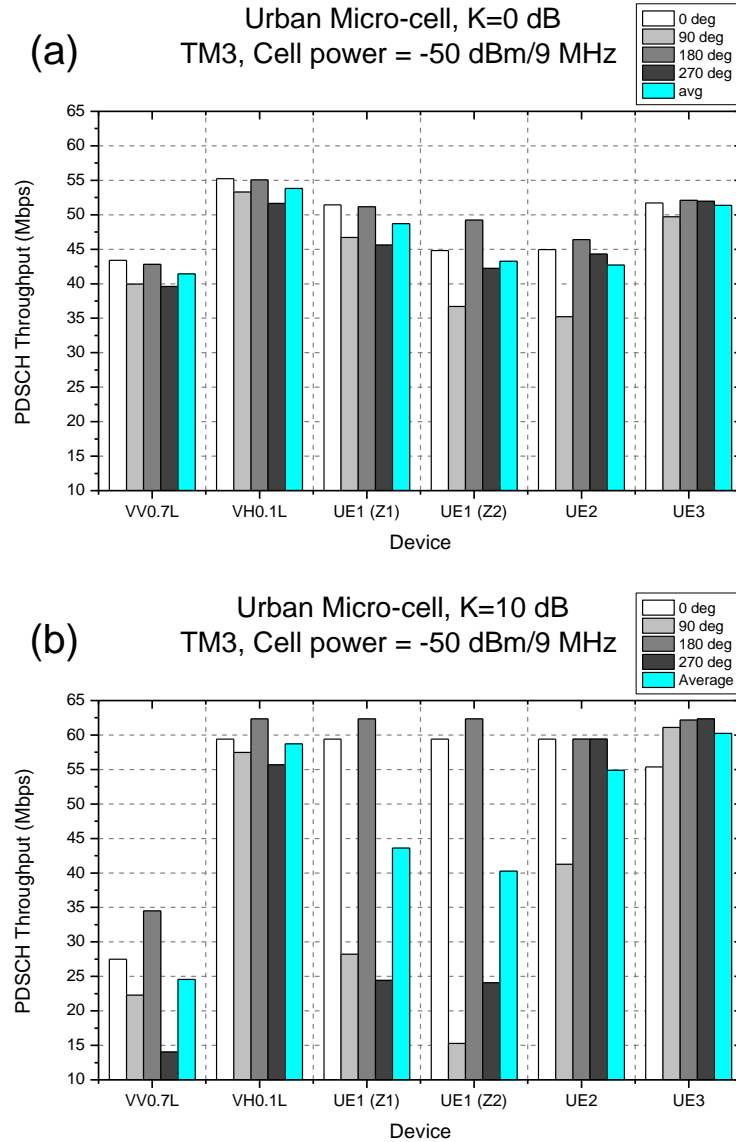 (a)
Urban Micro-cell, K=0 dB
TM3, Cell power = -50 dBm/9 MHz
0 deg
90 deg
180 deg
270 deg
avg
PDSCH Throughput (Mbps)
65
60
55
50
45
40
35
30
25
20
15
10
VV0.7L VH0.1L UE1 (Z1) UE1 (Z2) UE2 UE3
Device
(b)
Urban Micro-cell, K=10 dB
TM3, Cell power = -50 dBm/9 MHz
0 deg
90 deg
180 deg
270 deg
Average
PDSCH Throughput (Mbps)
65
60
55
50
45
40
35
30
25
20
15
10
VV0.7L VH0.1L UE1 (Z1) UE1 (Z2) UE2 UE3
Device